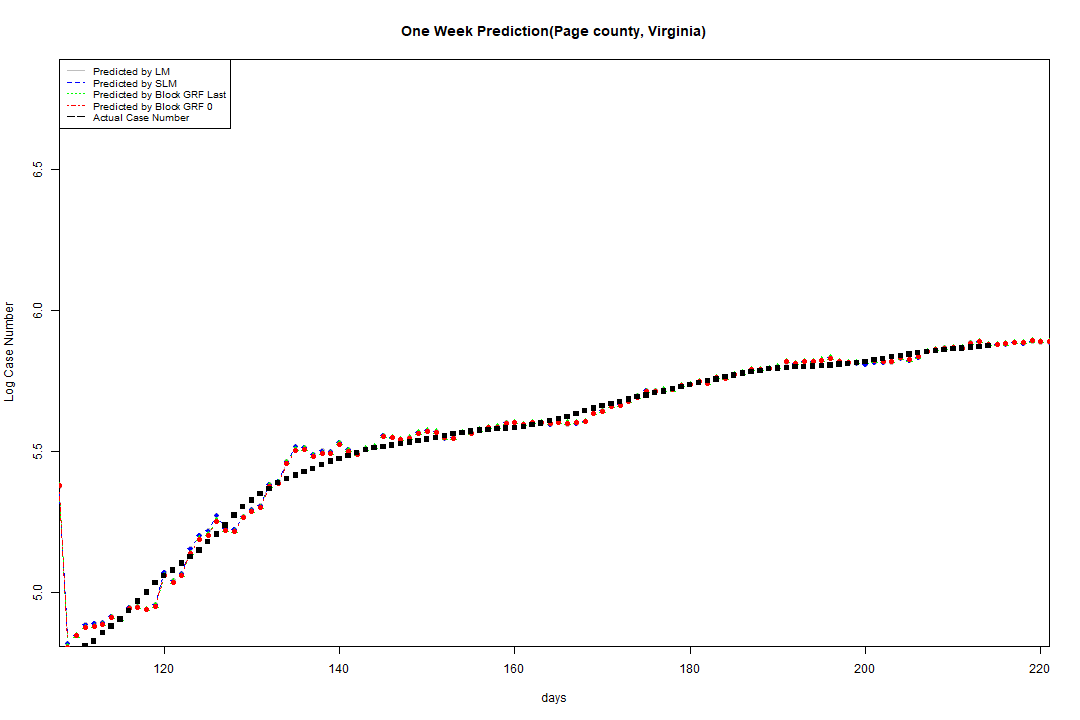 One Week Prediction(Page county, Virginia)
Predicted by LM
Predicted by SLM
Predicted by Block GRF Last
Predicted by Block GRF 0
Actual Case Number
6.5
6.0
5.5
5.0
Log Case Number
120 140 160 180 200 220
days